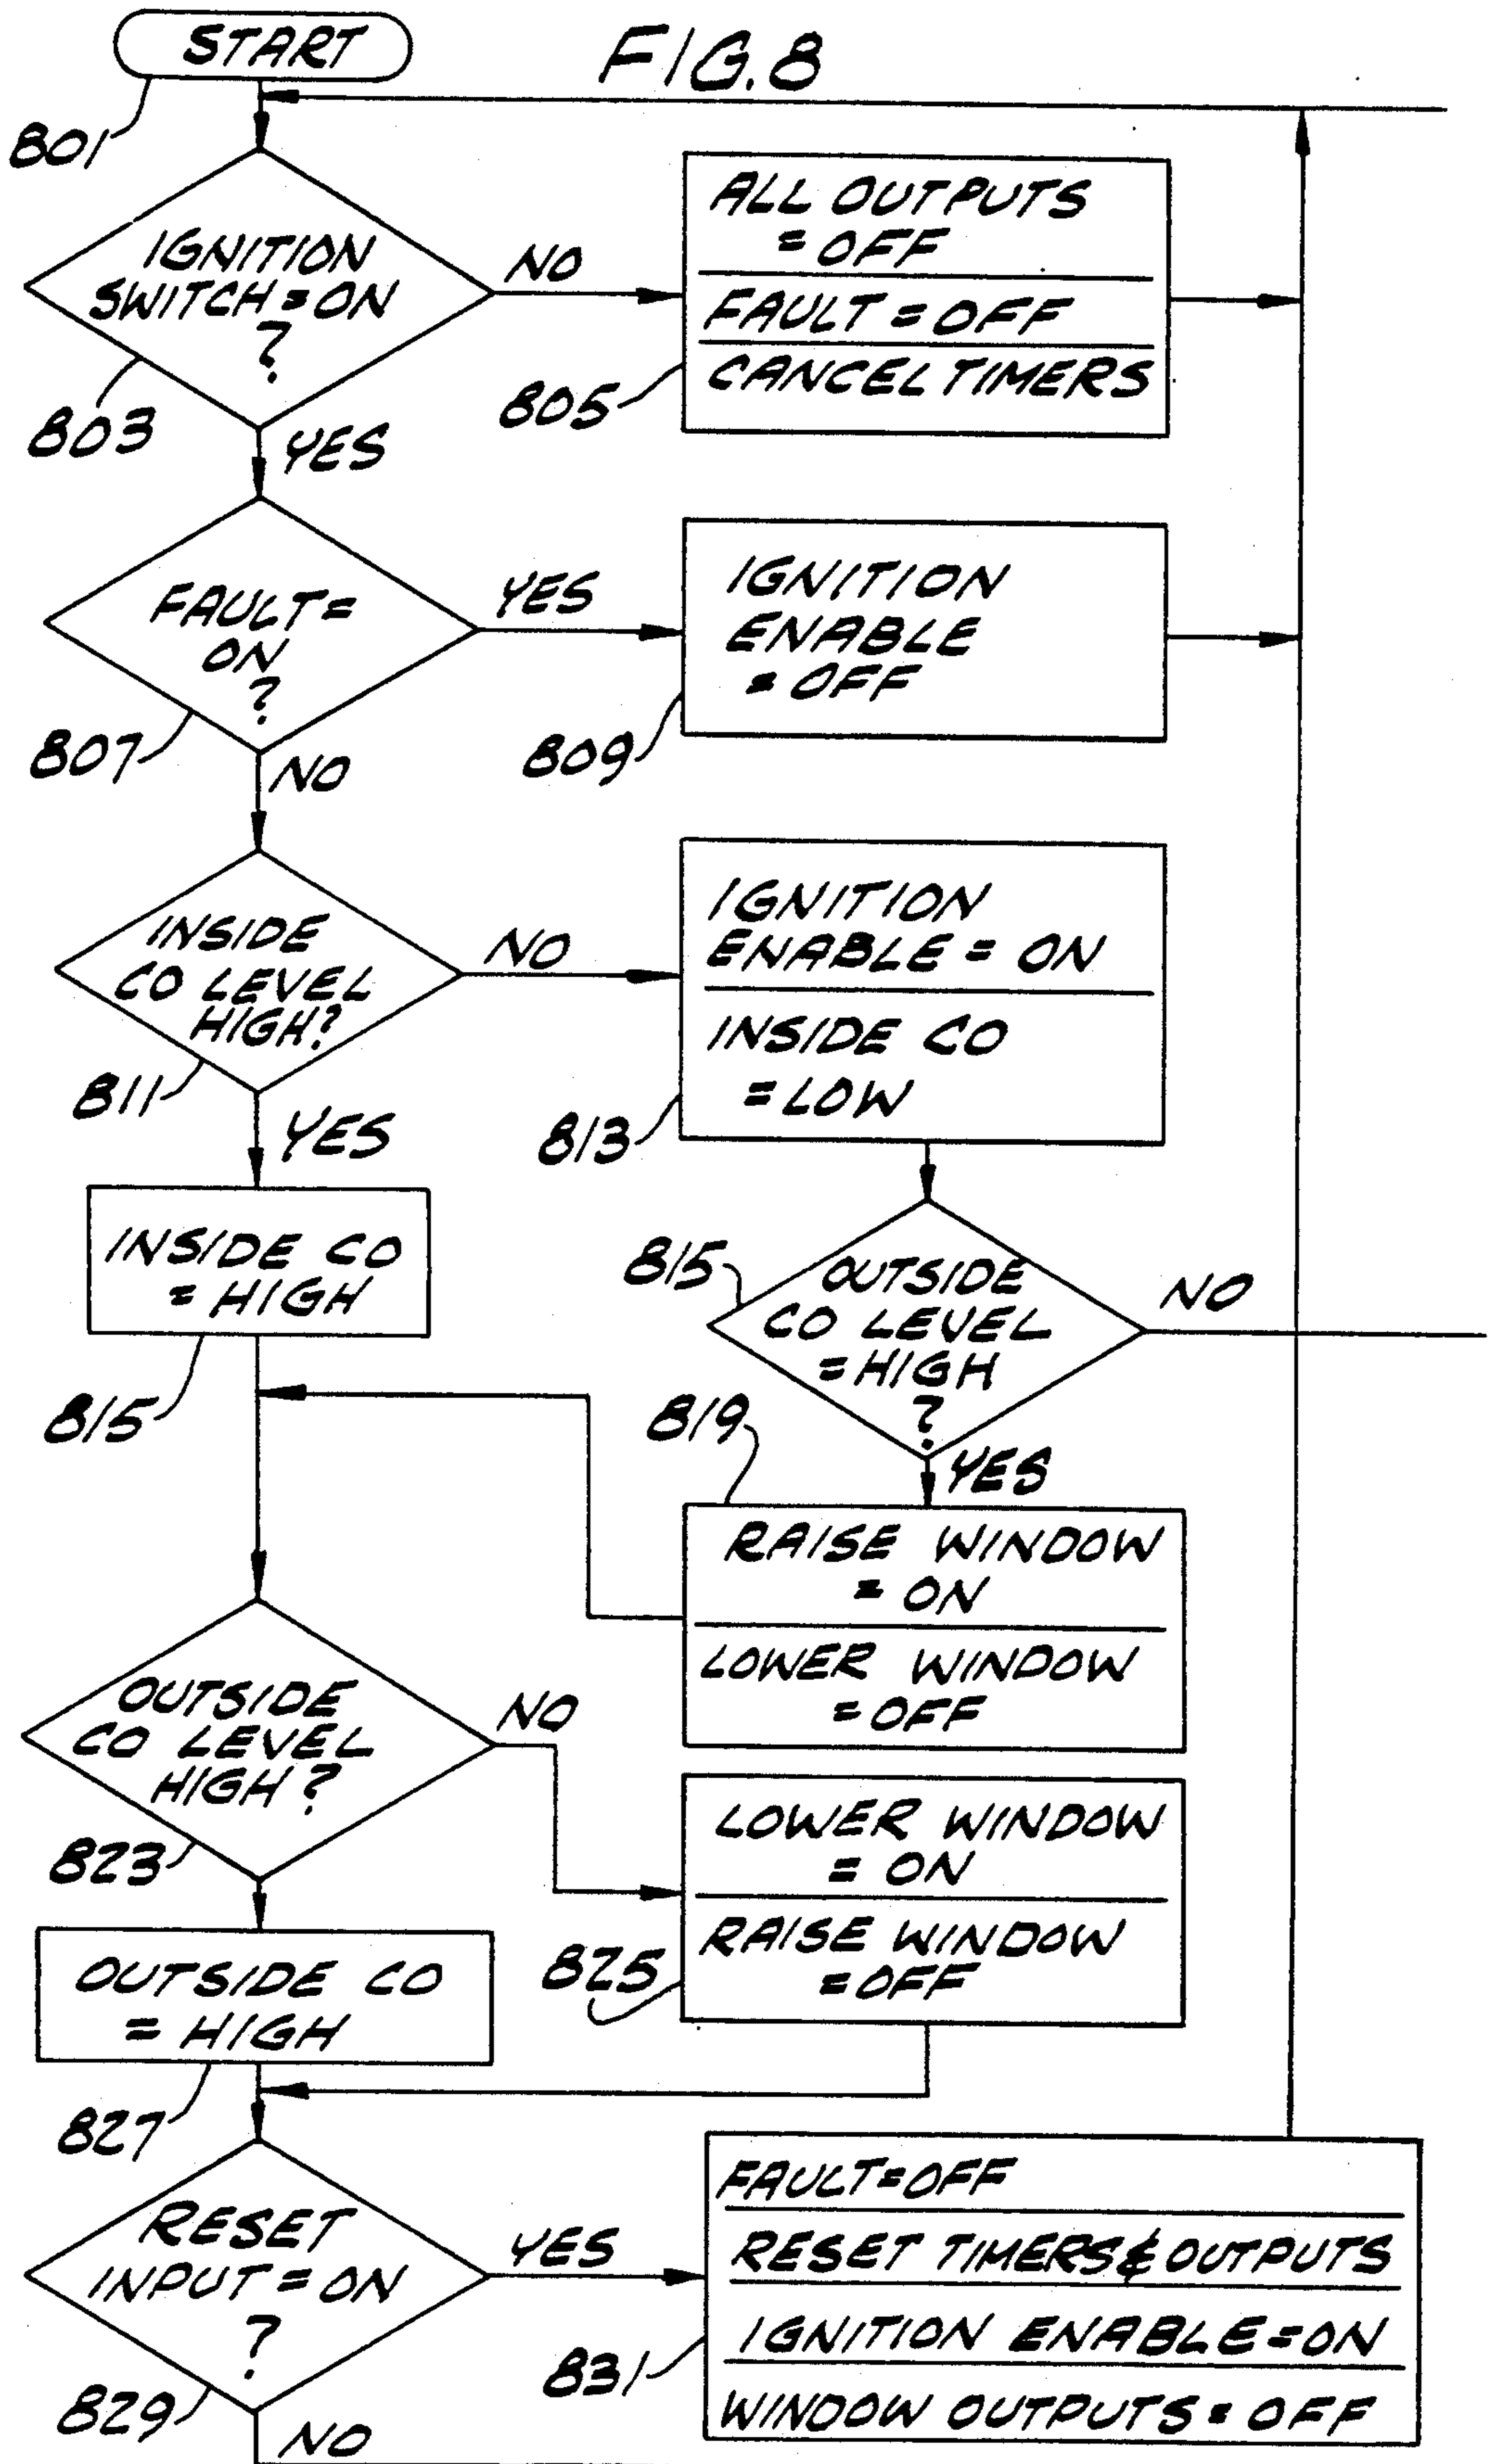 START
FIG.8
801
IGNITION
SWITCH=ON
?
NO
803
YES
ALL OUTPUTS
=OFF
FAULT=OFF
CANCEL TIMERS
805
FAULT=
ON
?
YES
807
NO
IGNITION
ENABLE
=OFF
809
INSIDE
CO LEVEL
HIGH?
NO
811
YES
IGNITION
ENABLE = ON
INSIDE CO
=LOW
813
INSIDE CO
= HIGH
815
815
OUTSIDE
CO LEVEL
=HIGH
?
NO
YES
819
RAISE WINDOW
= ON
LOWER WINDOW
=OFF
OUTSIDE
CO LEVEL
HIGH?
NO
823
LOWER WINDOW
= ON
RAISE WINDOW
=OFF
825
OUTSIDE CO
= HIGH
827
RESET
INPUT=ON
?
YES
829
NO
FAULT=OFF
RESET TIMERS&OUTPUTS
IGNITION ENABLE=ON
WINDOW OUTPUTS=OFF
831